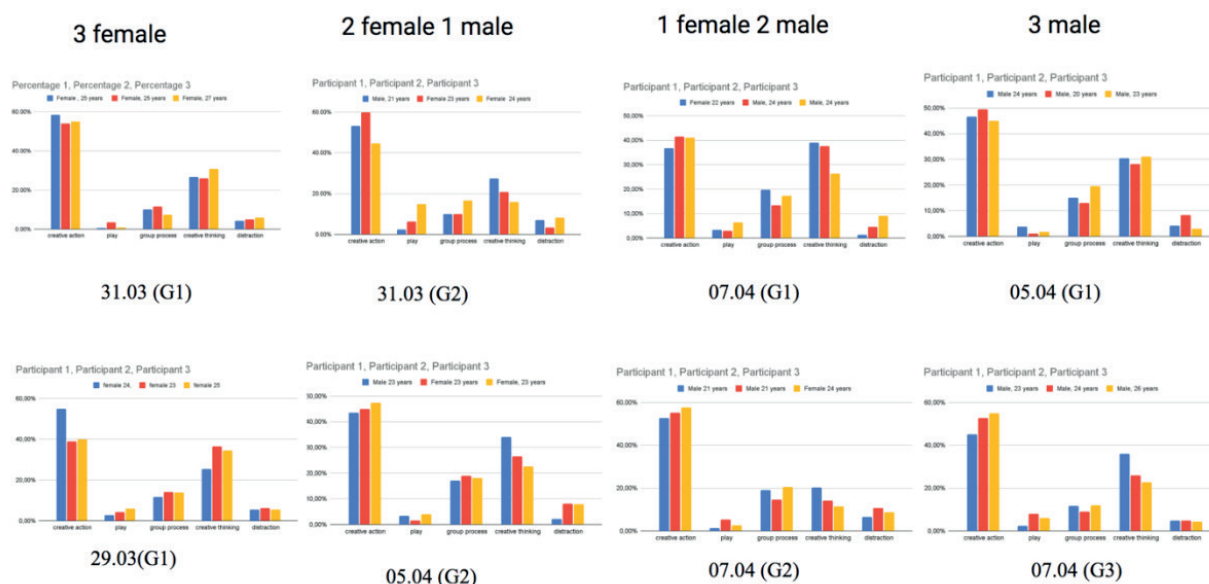 3 female
2 female 1 male
1 female 2 male
3 male
Percentage 1, Percentage 2, Percentage 3
Female , 25 years Female, 25 years Female, 27 years
60.00%
40.00%
20.00%
0.00%
creative action play group process creative thinking distraction
31.03 (G1)
Participant 1, Participant 2, Participant 3
Male, 21 years Female 23 years Female 24 years
60.00%
40.00%
20.00%
0.00%
creative action play group process creative thinking distraction
31.03 (G2)
Participant 1, Participant 2, Participant 3
Female 22 years Male, 24 years Male, 24 years
50,00%
40,00%
30,00%
20,00%
10,00%
0,00%
creative action play group process creative thinking distraction
07.04 (G1)
Participant 1, Participant 2, Participant 3
Male 24 years Male, 20 years Male, 23 years
50,00%
40,00%
30,00%
20,00%
10,00%
0,00%
creative action play group process creative thinking distraction
05.04 (G1)
Participant 1, Participant 2, Participant 3
female 24, female 23 female 25
60,00%
40,00%
20,00%
0,00%
creative action play group process creative thinking distraction
29.03(G1)
Participant 1, Participant 2, Participant 3
Male 23 years Female 23 years Female, 23 years
50,00%
40,00%
30,00%
20,00%
10,00%
0,00%
creative action play group process creative thinking distraction
05.04 (G2)
Participant 1, Participant 2, Participant 3
Male 21 years Male 21 years Female 24 years
60,00%
40,00%
20,00%
0,00%
creative action play group process creative thinking distraction
07.04 (G2)
Participant 1, Participant 2, Participant 3
Male, 23 years Male, 24 years Male, 26 years
60,00%
40,00%
20,00%
0,00%
creative action play group process creative thinking distraction
07.04 (G3)